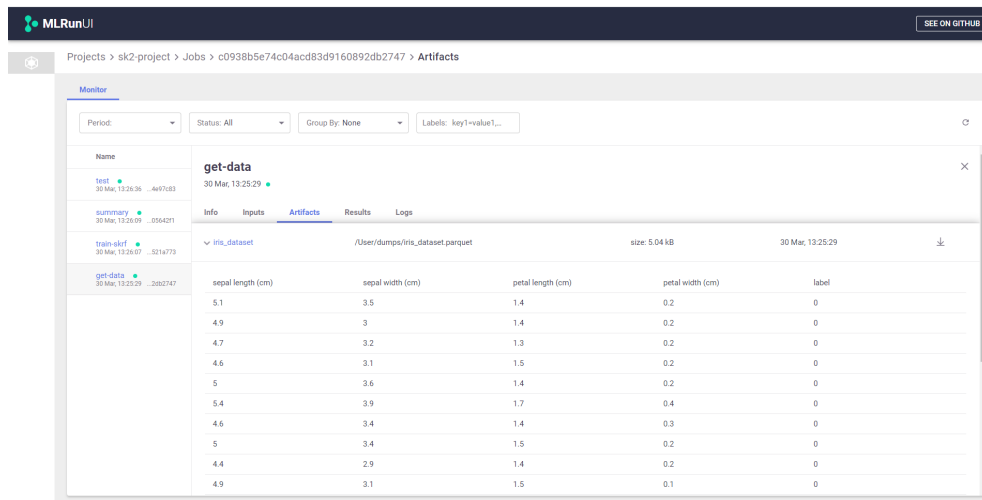 MLRunUI
SEE ON GITHUB
Projects > sk2-project > Jobs > c0938b5e74c04acd83d9160892db2747 > Artifacts
Monitor
Period:
Status: All
Group By: None
Labels: key1=value1,...
Name
test
30 Mar, 13:26:36 ...4e97c83
summary
30 Mar, 13:26:09 ...05642f1
train-skrf
30 Mar, 13:26:07 ...521a773
get-data
30 Mar, 13:25:29 ...2db2747
get-data
30 Mar, 13:25:29
Info Inputs Artifacts Results Logs
iris_dataset /User/dumps/iris_dataset.parquet size: 5.04 kB 30 Mar, 13:25:29
sepal length (cm) sepal width (cm) petal length (cm) petal width (cm) label
5.1 3.5 1.4 0.2 0
4.9 3 1.4 0.2 0
4.7 3.2 1.3 0.2 0
4.6 3.1 1.5 0.2 0
5 3.6 1.4 0.2 0
5.4 3.9 1.7 0.4 0
4.6 3.4 1.4 0.3 0
5 3.4 1.5 0.2 0
4.4 2.9 1.4 0.2 0
4.9 3.1 1.5 0.1 0